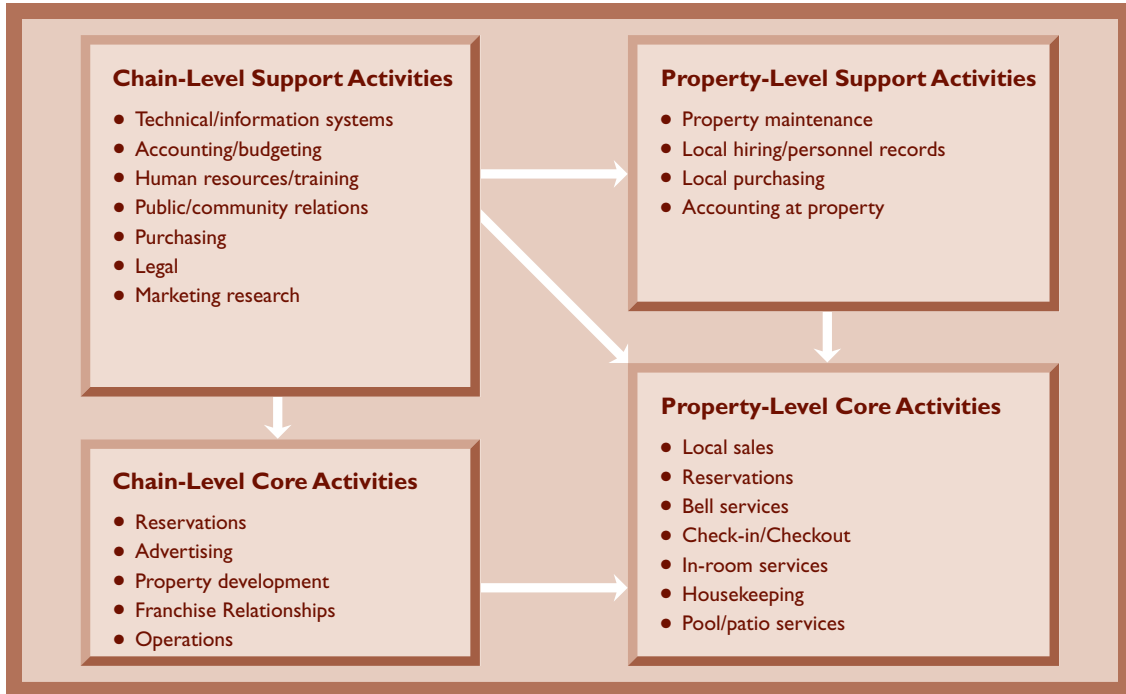 Chain-Level Support Activities
● Technical/information systems
● Accounting/budgeting
● Human resources/training
● Public/community relations
● Purchasing
● Legal
● Marketing research
Property-Level Support Activities
● Property maintenance
● Local hiring/personnel records
● Local purchasing
● Accounting at property
Chain-Level Core Activities
● Reservations
● Advertising
● Property development
● Franchise Relationships
● Operations
Property-Level Core Activities
● Local sales
● Reservations
● Bell services
● Check-in/Checkout
● In-room services
● Housekeeping
● Pool/patio services